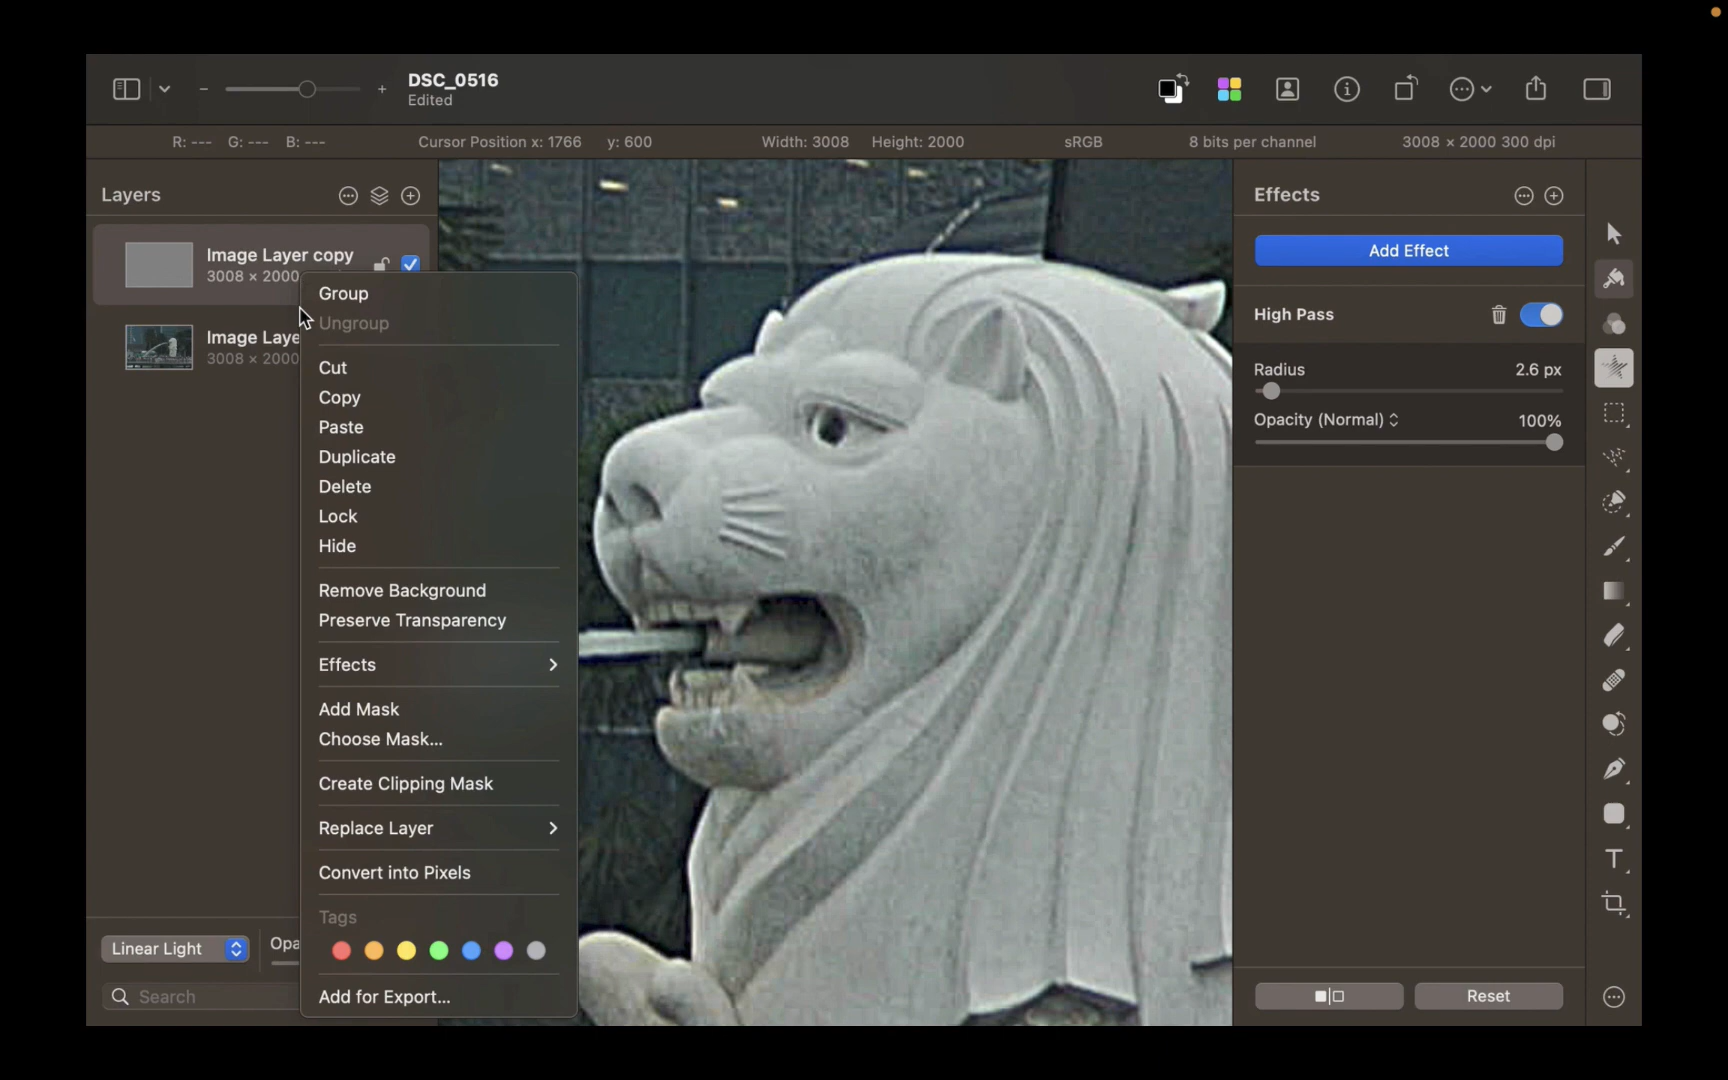 DSC_0516
Edited
R: --- G: --- B: --- Cursor Position x: 1766 y: 600 Width: 3008 Height: 2000 sRGB 8 bits per channel 3008 × 2000 300 dpi
Layers
Image Layer copy
3008 × 2000
Image Laye
3008 × 2000
Group
Ungroup
Cut
Copy
Paste
Duplicate
Delete
Lock
Hide
Remove Background
Preserve Transparency
Effects
Add Mask
Choose Mask...
Create Clipping Mask
Replace Layer
Convert into Pixels
Tags
Add for Export...
Linear Light Opa
Search
Effects
Add Effect
High Pass
Radius 2.6 px
Opacity (Normal) 100%
Reset